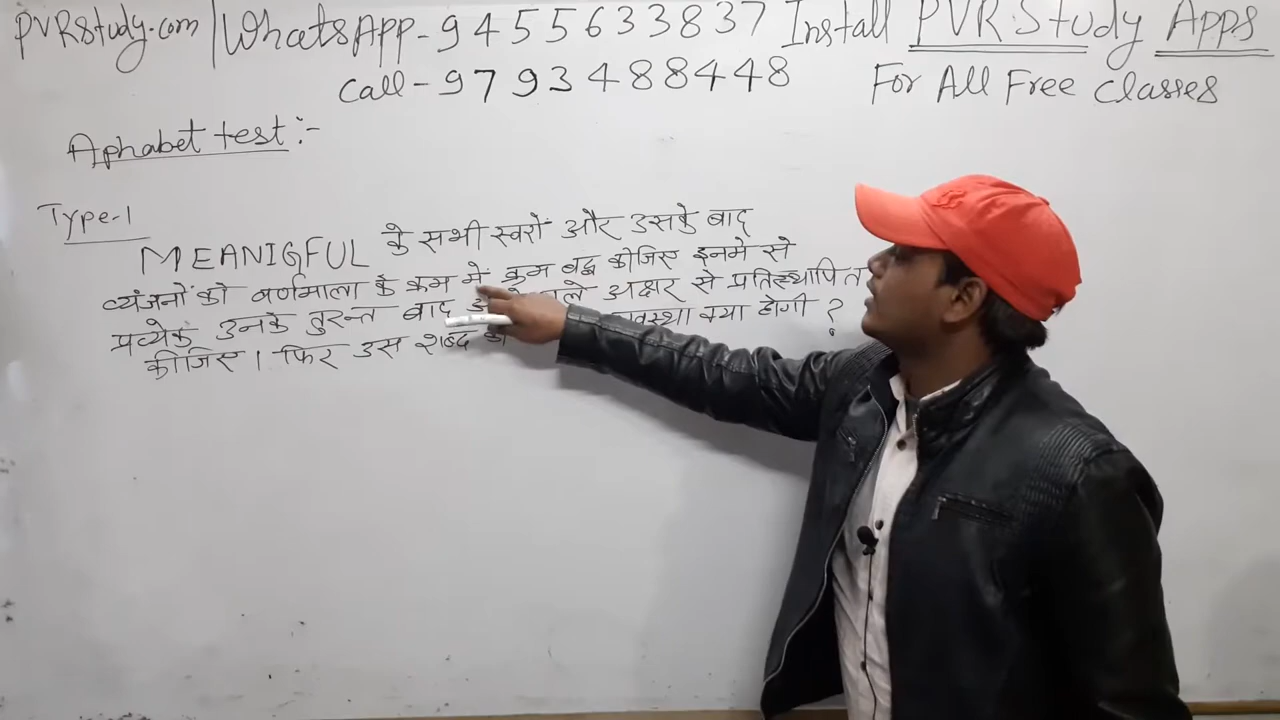 PVRStudy.com | WhatsApp - 9455633837 Install PVR Study Apps
Call - 9793488448 For All Free Classes
Aphabet test :-
Type-1
MEANIGFUL के सभी स्वरों और उसके बाद
व्यंजनों को वर्णमाला के क्रम में क्रम बद्ध कीजिए इनमे से
प्रत्येक उनके तुरन्त बाद वाले अक्षर से प्रतिस्थापित
कीजिए । फिर उस शब्द क्या होगी ?